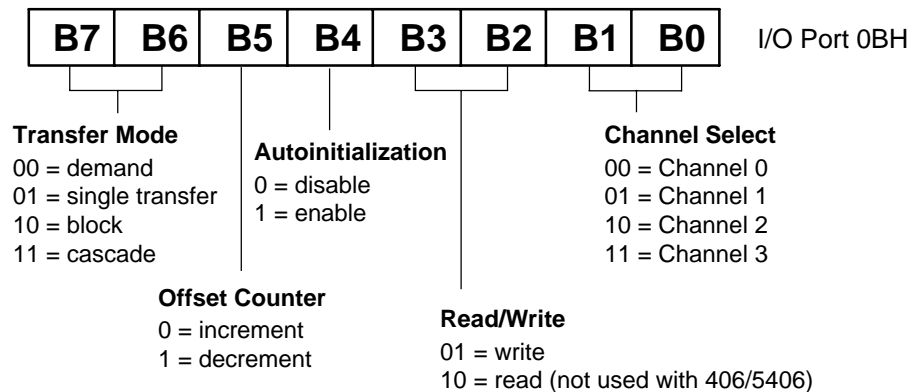 B7 B6 B5 B4 B3 B2 B1 B0 I/O Port 0BH
Transfer Mode
00 = demand
01 = single transfer
10 = block
11 = cascade
Autoinitialization
0 = disable
1 = enable
Channel Select
00 = Channel 0
01 = Channel 1
10 = Channel 2
11 = Channel 3
Offset Counter
0 = increment
1 = decrement
Read/Write
01 = write
10 = read (not used with 406/5406)